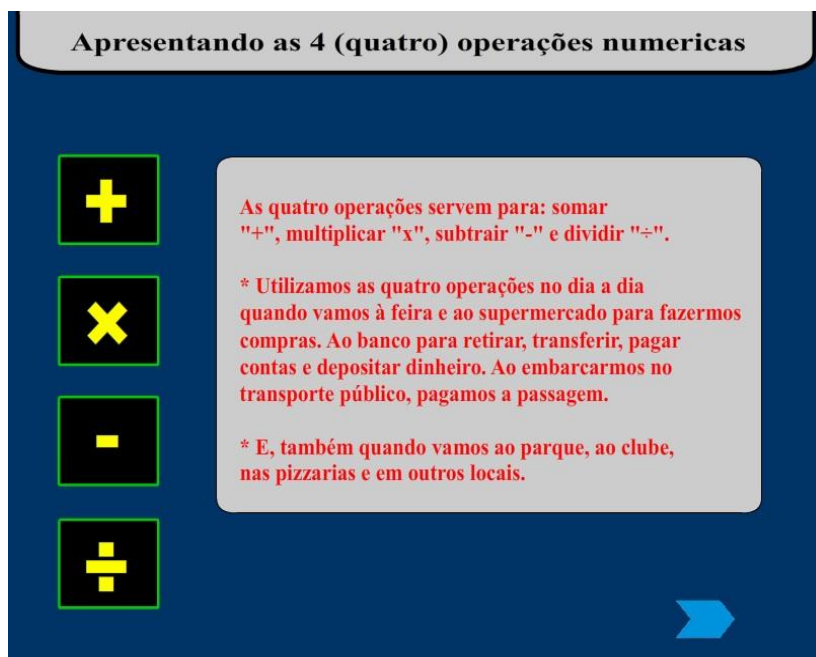 Apresentando as 4 (quatro) operações numericas
+
As quatro operações servem para: somar
"+", multiplicar "x", subtrair "-" e dividir "÷".
×
* Utilizamos as quatro operações no dia a dia
quando vamos à feira e ao supermercado para fazermos
compras. Ao banco para retirar, transferir, pagar
contas e depositar dinheiro. Ao embarcarmos no
transporte público, pagamos a passagem.
-
* E, também quando vamos ao parque, ao clube,
nas pizzarias e em outros locais.
÷